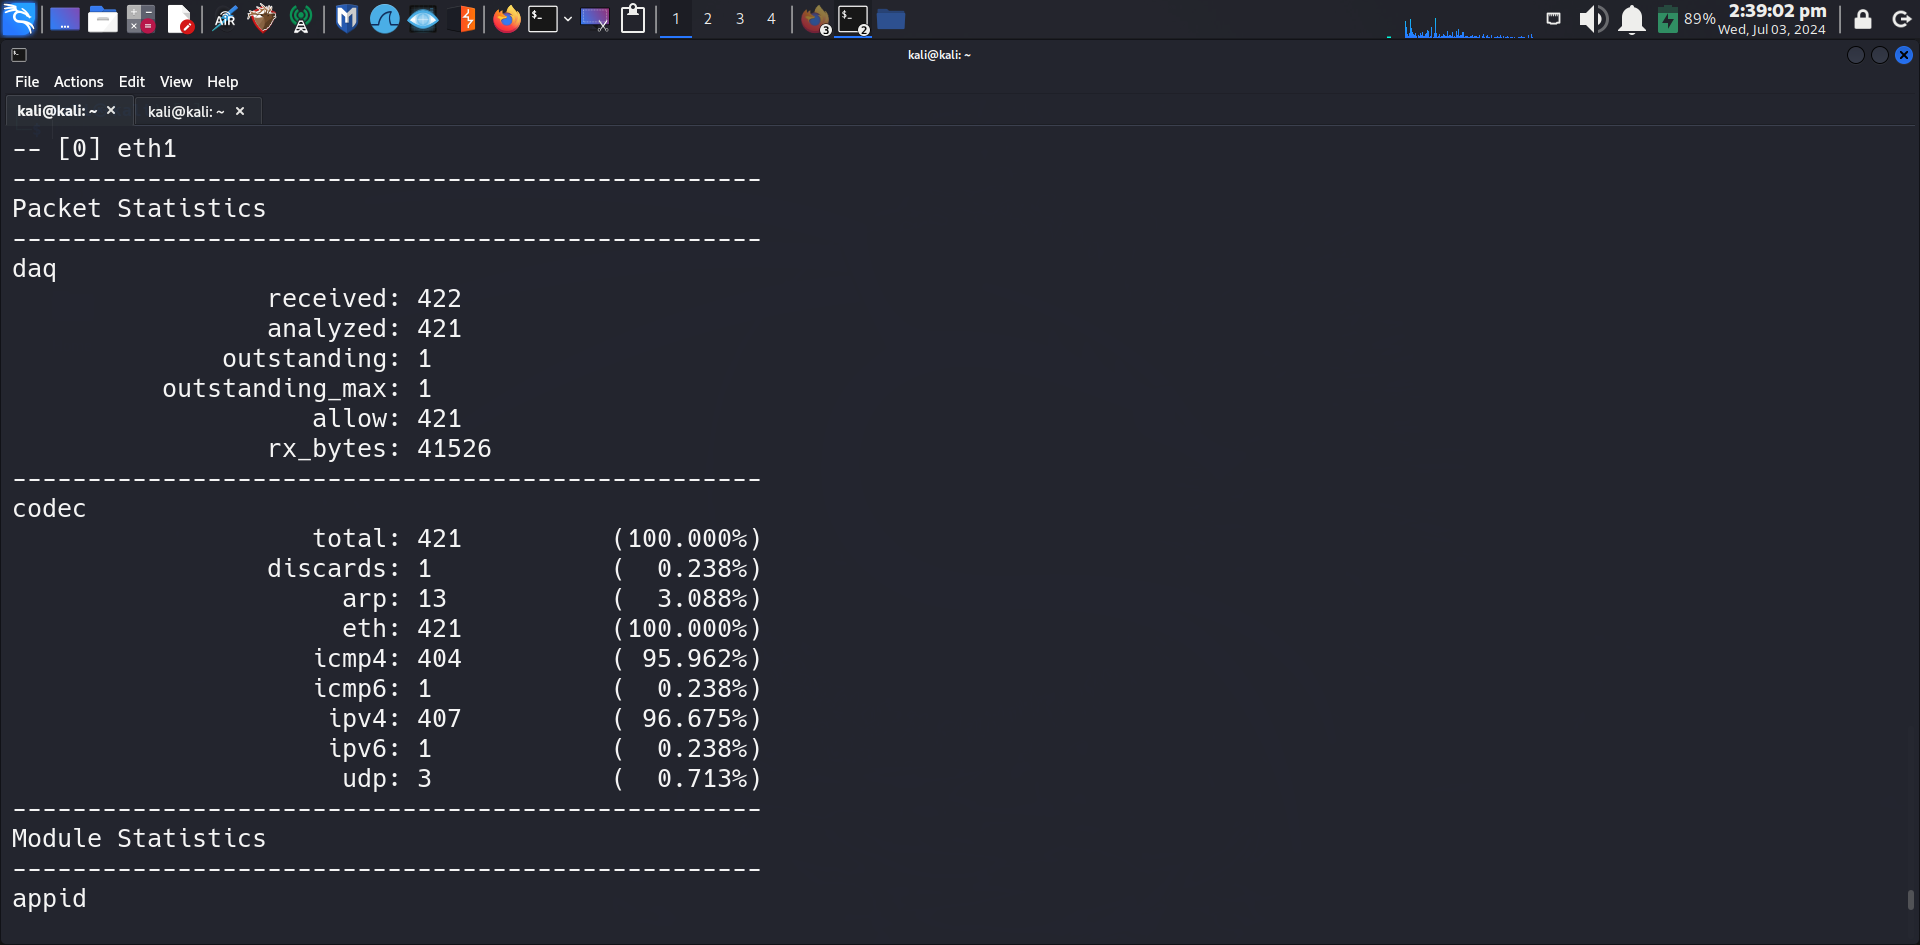 1 2 3 4 3 2 89% 2:39:02 pm
Wed, Jul 03, 2024
kali@kali: ~
File Actions Edit View Help
kali@kali: ~ × kali@kali: ~ ×
-- [0] eth1
--------------------------------------------------
Packet Statistics
--------------------------------------------------
daq
received: 422
analyzed: 421
outstanding: 1
outstanding_max: 1
allow: 421
rx_bytes: 41526
--------------------------------------------------
codec
total: 421 (100.000%)
discards: 1 (  0.238%)
arp: 13 (  3.088%)
eth: 421 (100.000%)
icmp4: 404 ( 95.962%)
icmp6: 1 (  0.238%)
ipv4: 407 ( 96.675%)
ipv6: 1 (  0.238%)
udp: 3 (  0.713%)
--------------------------------------------------
Module Statistics
--------------------------------------------------
appid